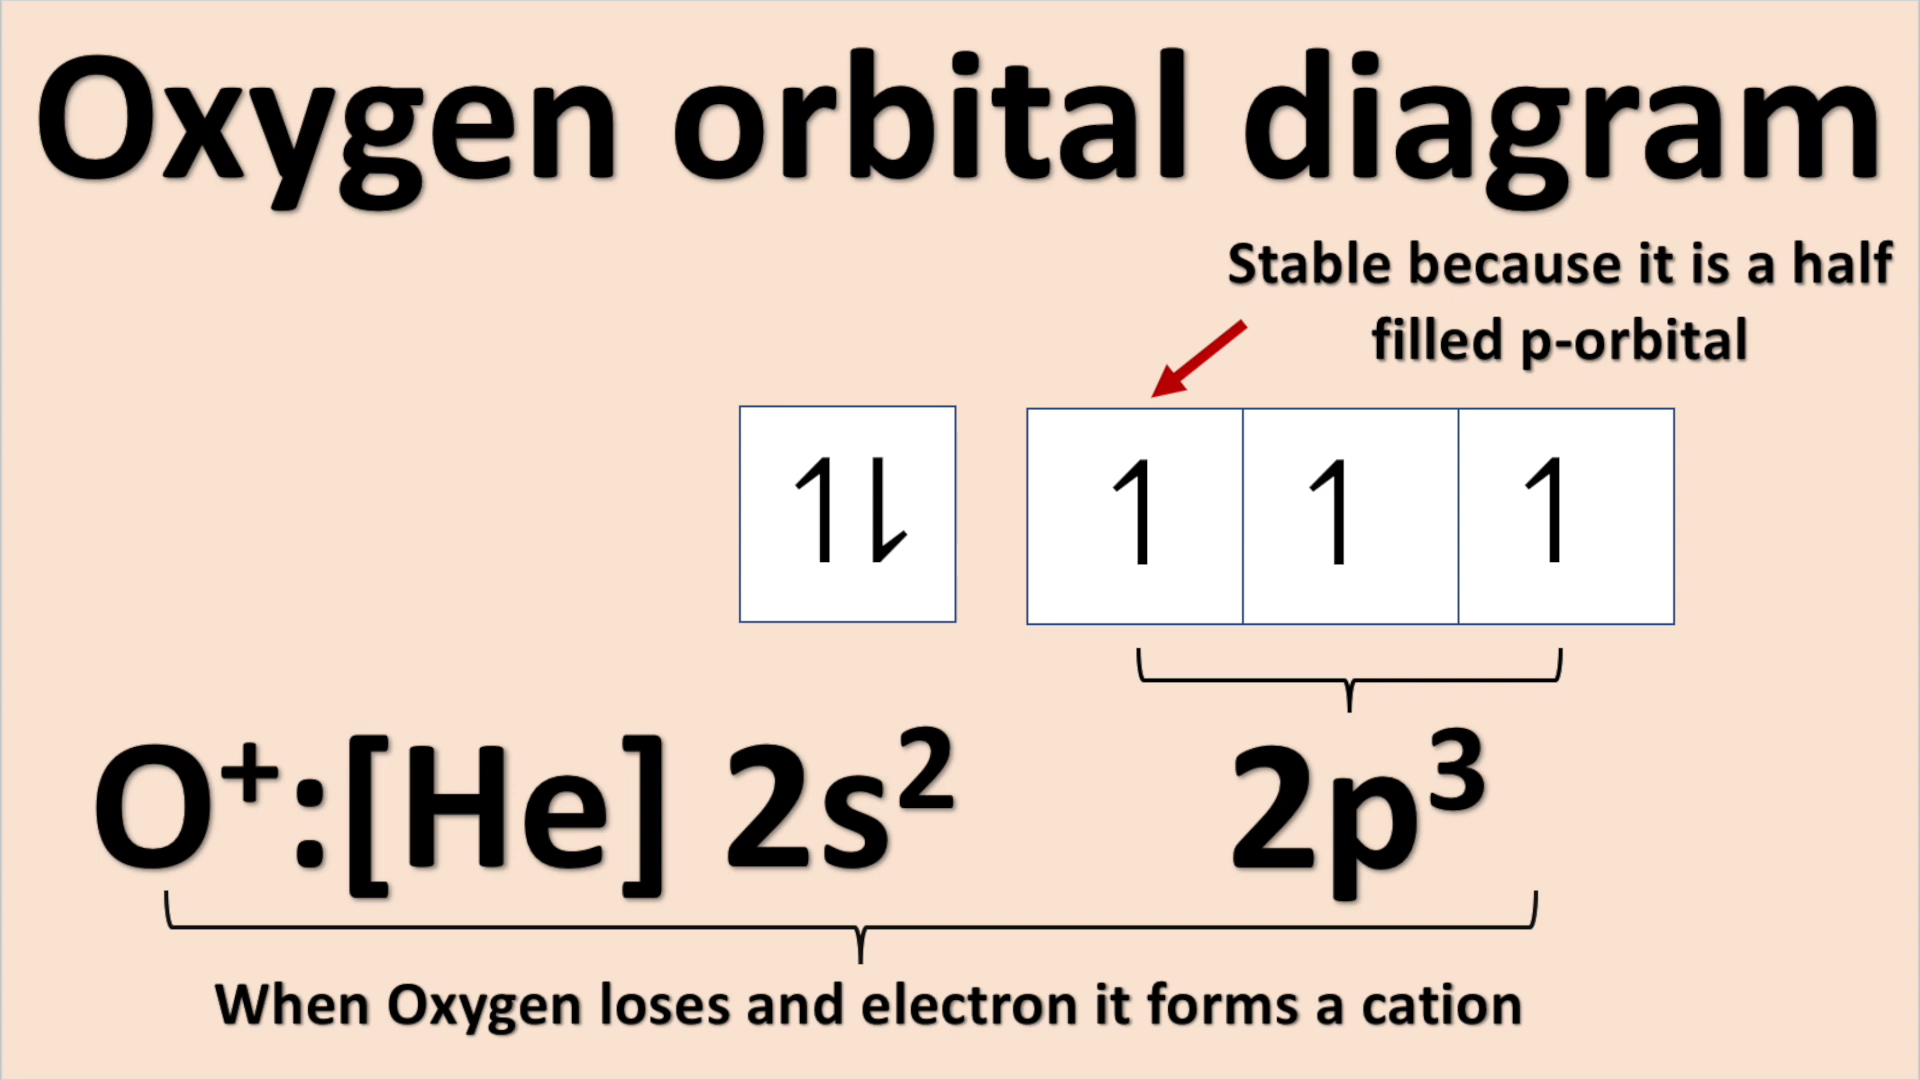 Oxygen orbital diagram
Stable because it is a half
filled p-orbital
↿⇂ ↿ ↿ ↿
O⁺:[He] 2s² 2p³
When Oxygen loses and electron it forms a cation